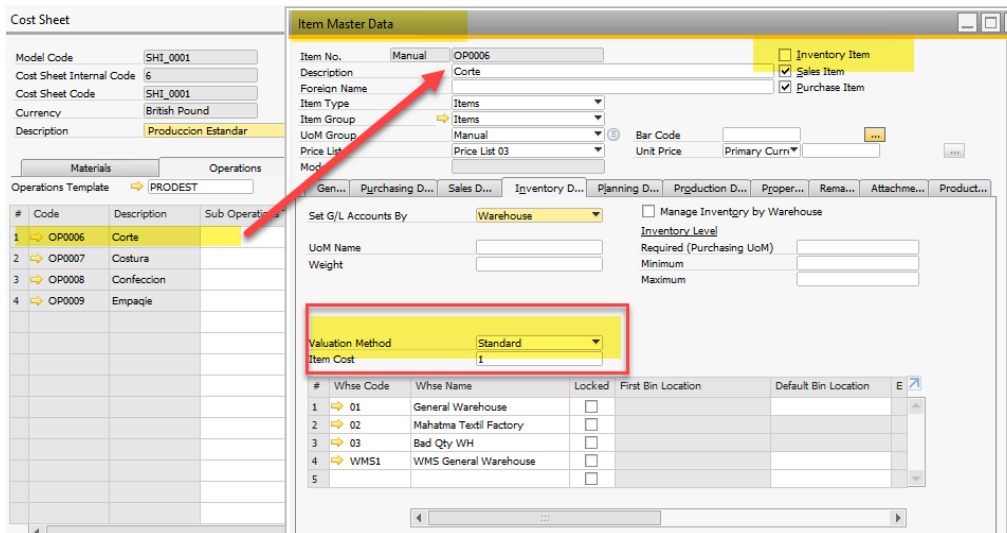 Cost Sheet
Model Code SHI_0001
Cost Sheet Internal Code 6
Cost Sheet Code SHI_0001
Currency British Pound
Description Produccion Estandar
Materials Operations
Operations Template PRODEST
# Code Description Sub Operations
1 OP0006 Corte
2 OP0007 Costura
3 OP0008 Confeccion
4 OP0009 Empaqie
Item Master Data
Item No. Manual OP0006 Inventory Item
Description Corte Sales Item
Foreign Name Purchase Item
Item Type Items
Item Group Items
UoM Group Manual Bar Code ...
Price List Price List 03 Unit Price Primary Curr ...
Mod
Gen... Purchasing D... Sales D... Inventory D... Planning D... Production D... Proper... Rema... Attachme... Product...
Set G/L Accounts By Warehouse Manage Inventory by Warehouse
Inventory Level
UoM Name Required (Purchasing UoM)
Weight Minimum
Maximum
Valuation Method Standard
Item Cost 1
# Whse Code Whse Name Locked First Bin Location Default Bin Location E
1 01 General Warehouse
2 02 Mahatma Textil Factory
3 03 Bad Qty WH
4 WMS1 WMS General Warehouse
5